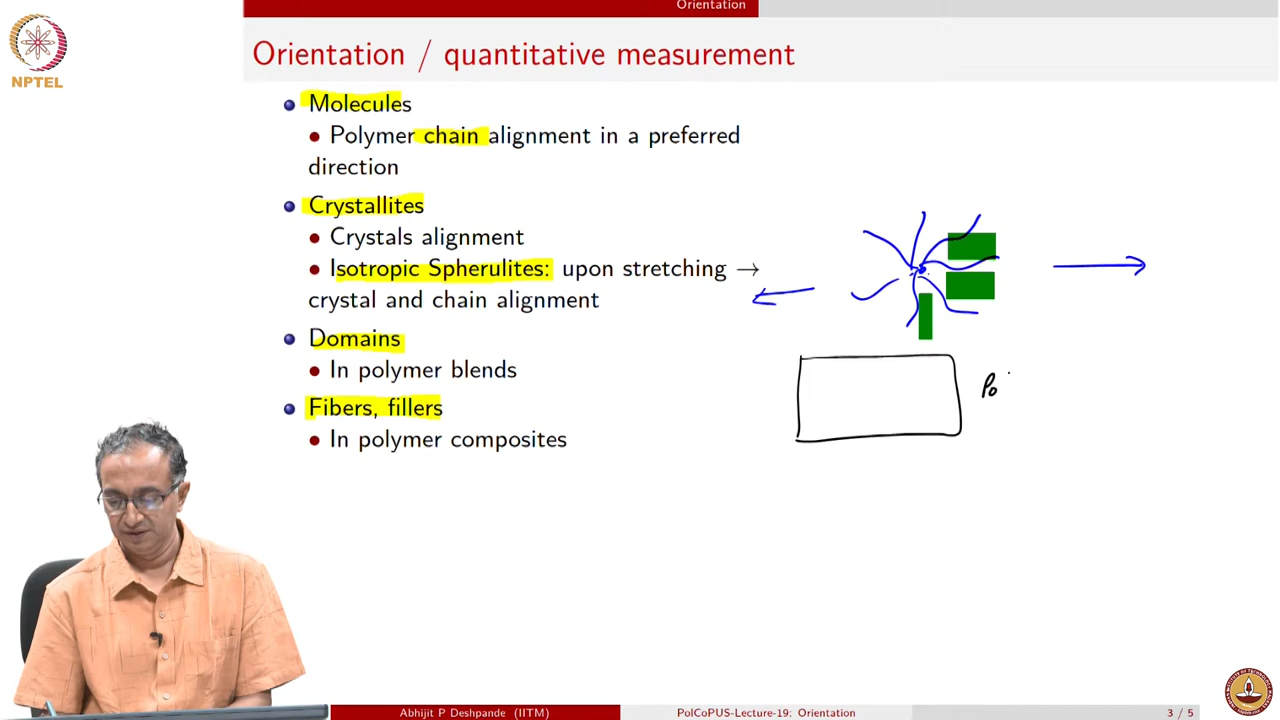 Orientation
Orientation / quantitative measurement
NPTEL
Molecules
Polymer chain alignment in a preferred
direction
Crystallites
Crystals alignment
Isotropic Spherulites: upon stretching →
crystal and chain alignment
Domains
In polymer blends
Fibers, fillers
In polymer composites
Po
Abhijit P Deshpande (IITM)
PolCoPUS-Lecture-19: Orientation
3 / 5